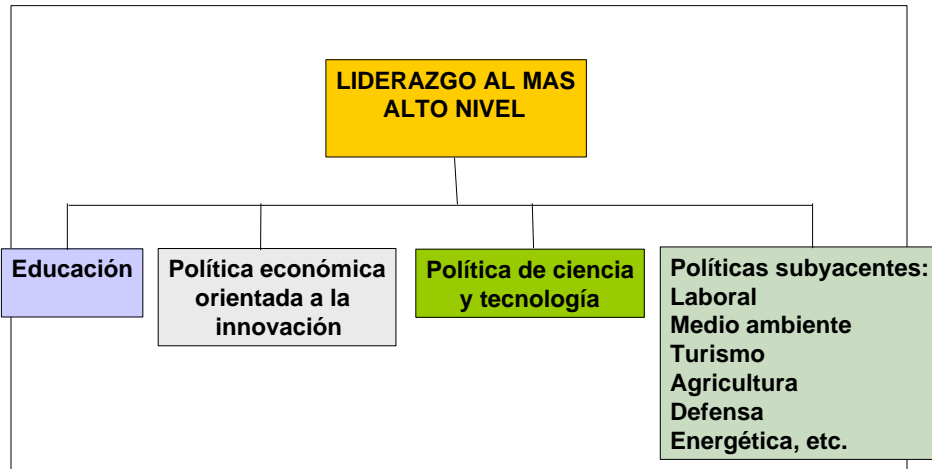 LIDERAZGO AL MAS
ALTO NIVEL
Educación
Política económica
orientada a la
innovación
Política de ciencia
y tecnología
Políticas subyacentes:
Laboral
Medio ambiente
Turismo
Agricultura
Defensa
Energética, etc.